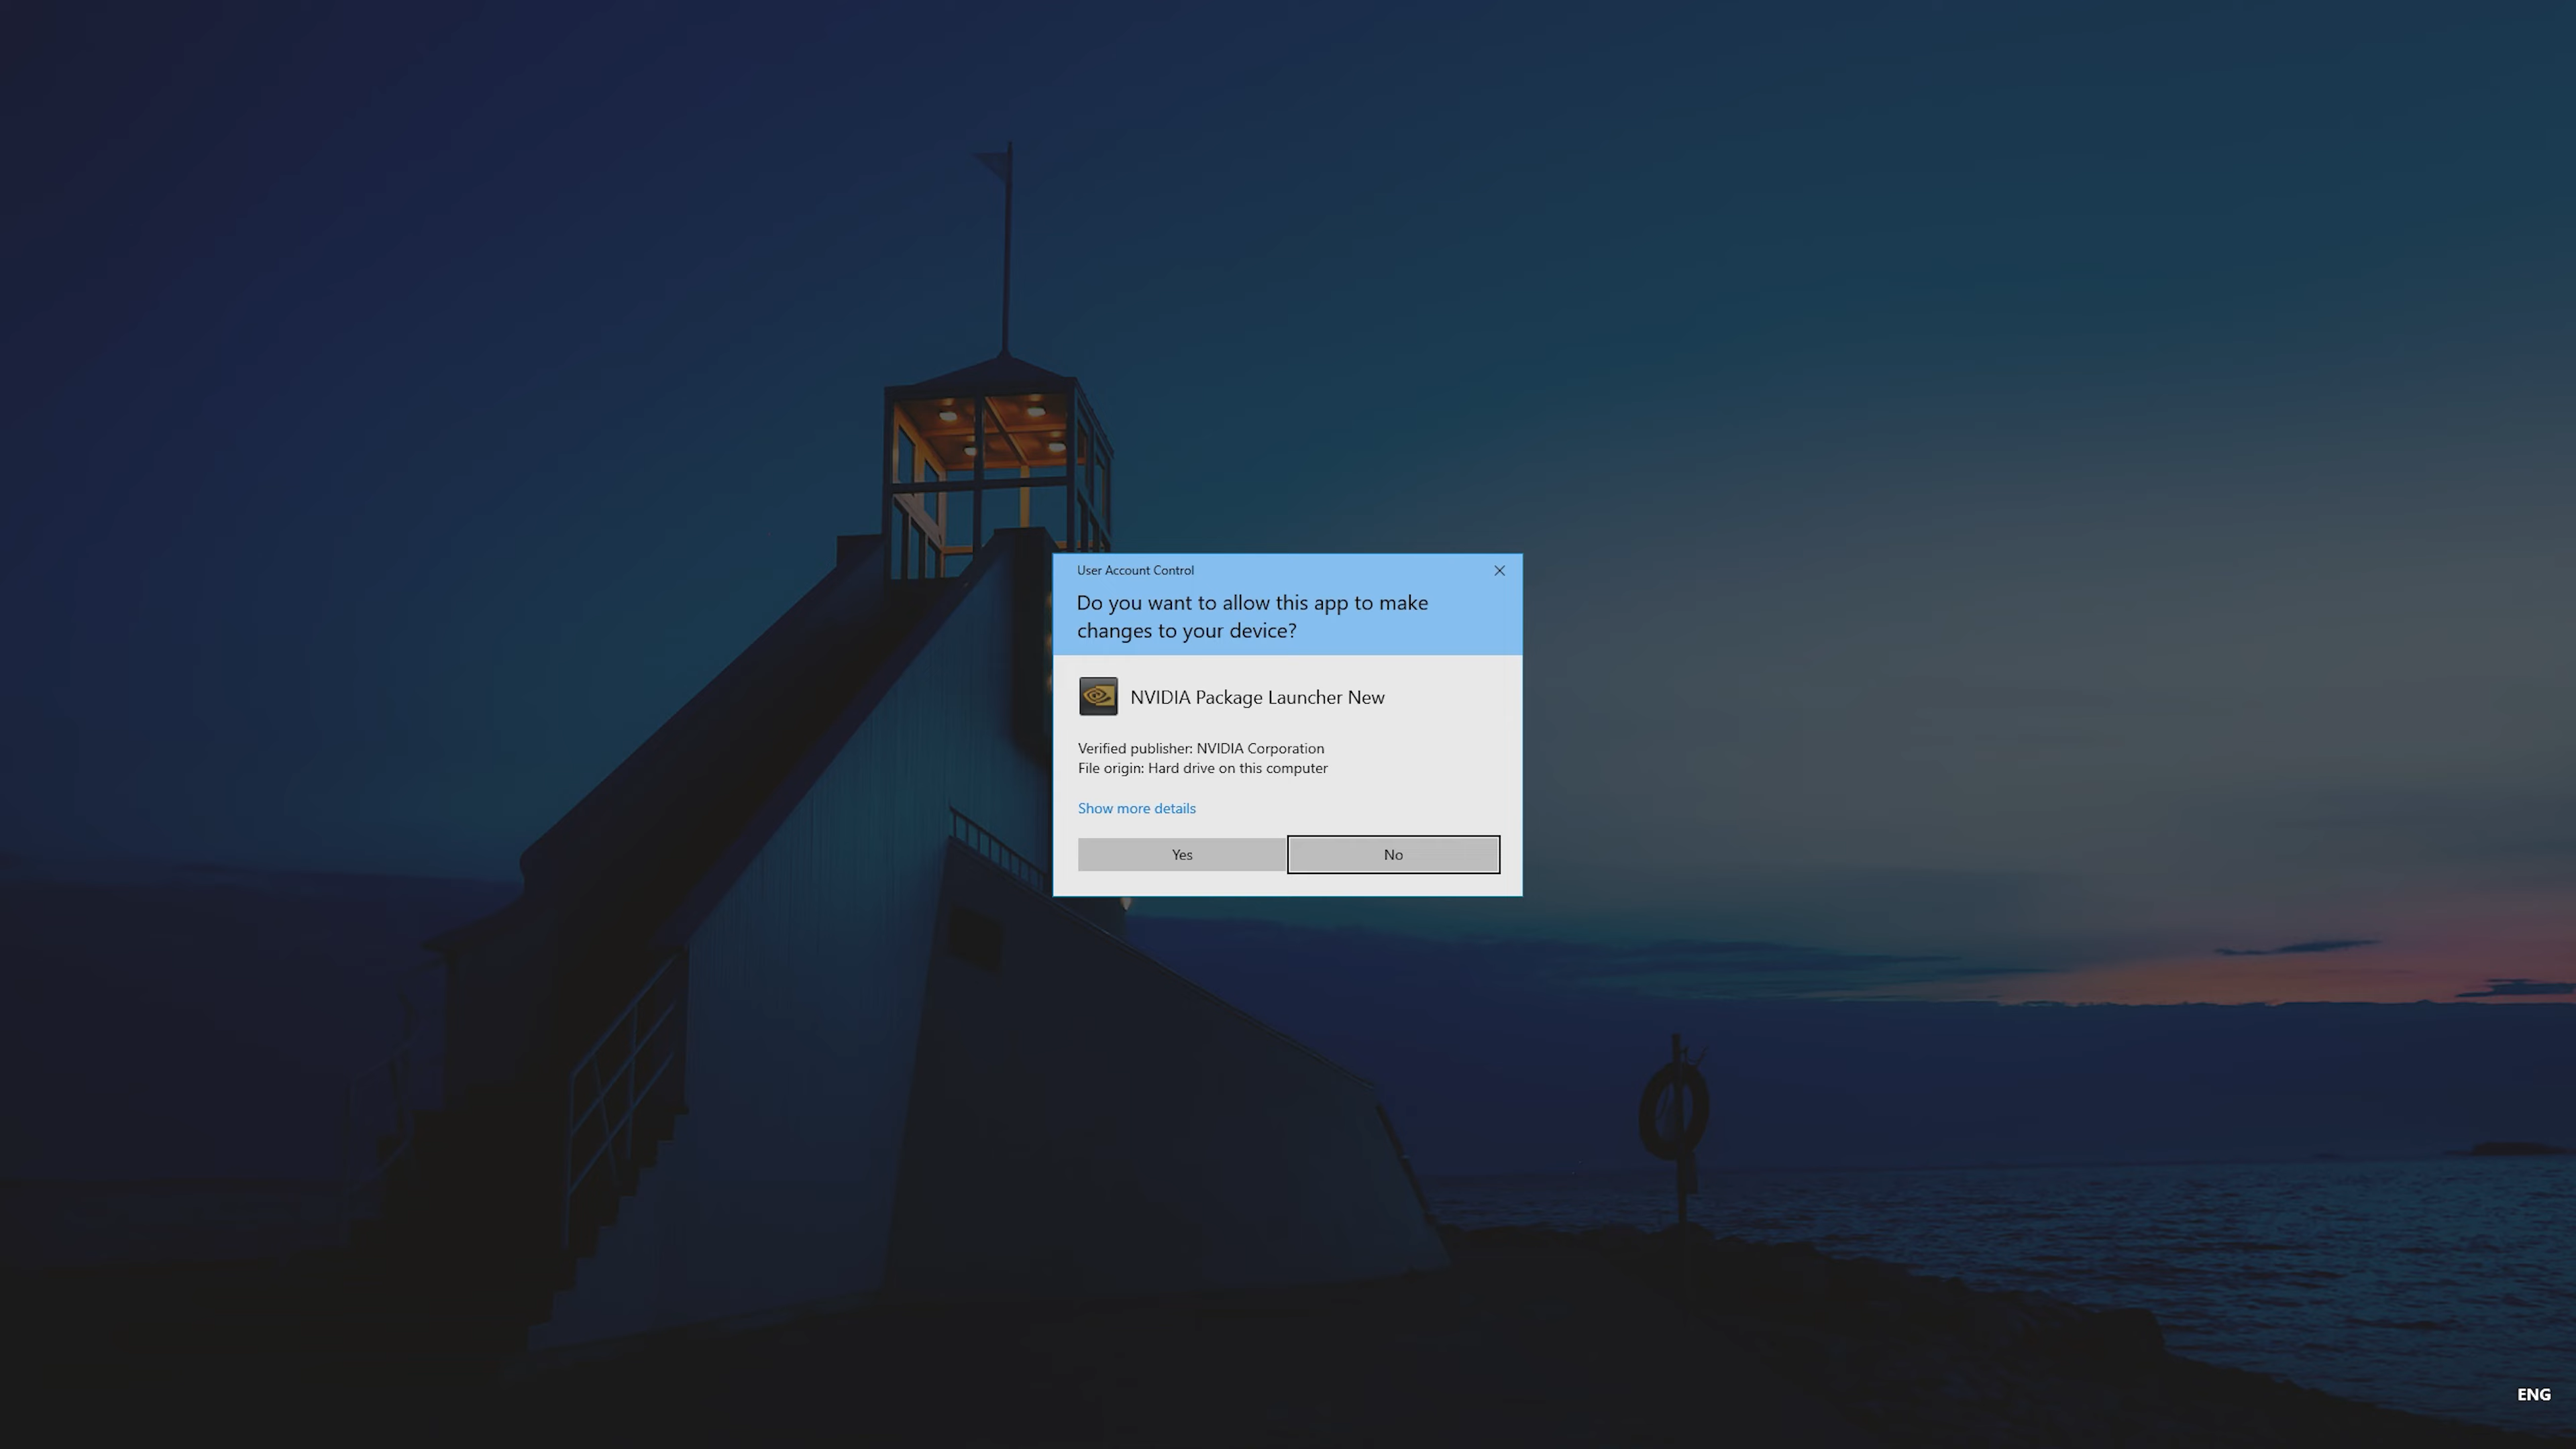 User Account Control
Do you want to allow this app to make
changes to your device?
NVIDIA Package Launcher New
Verified publisher: NVIDIA Corporation
File origin: Hard drive on this computer
Show more details
Yes
No
ENG